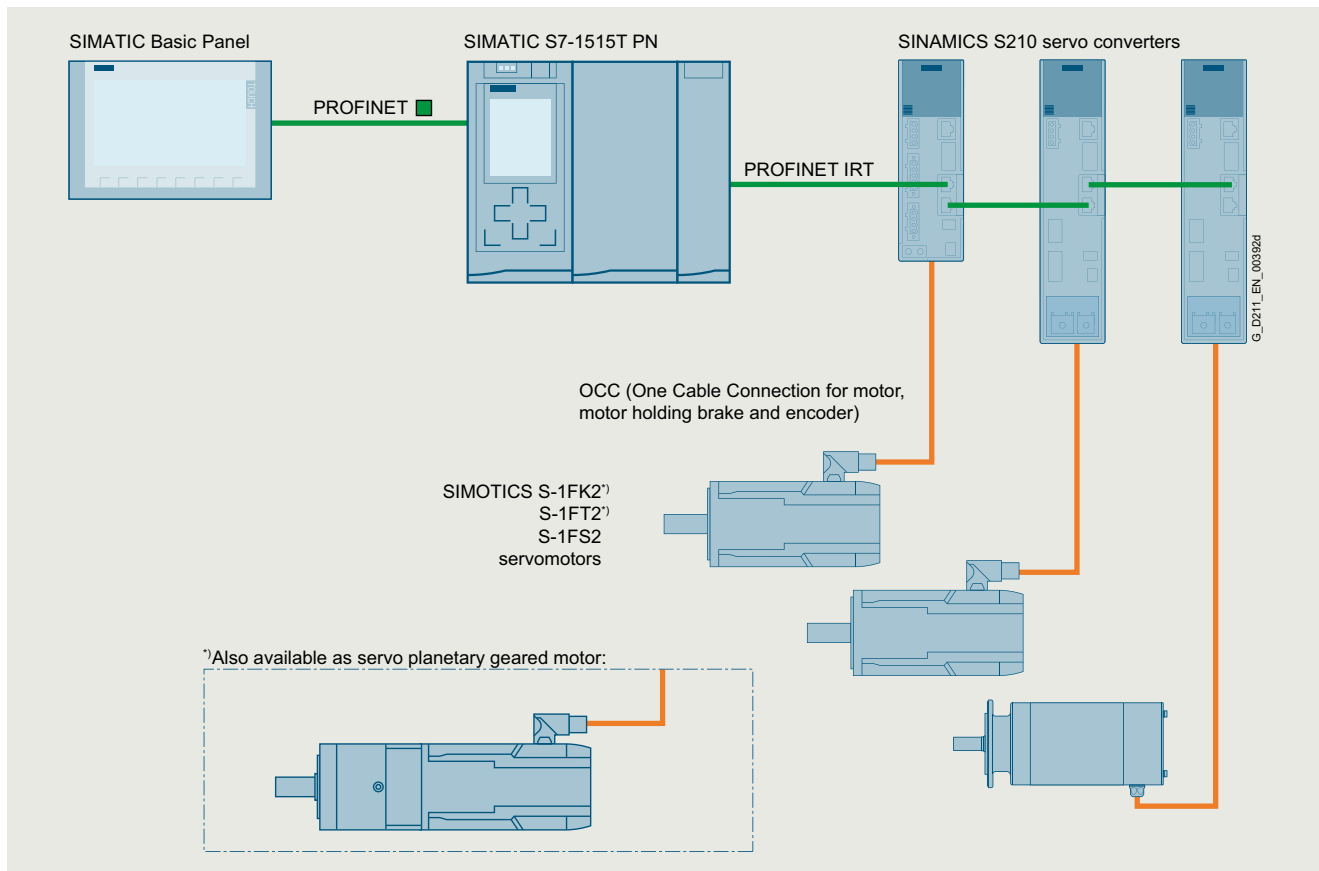 SIMATIC Basic Panel
SIMATIC S7-1515T PN
SINAMICS S210 servo converters
TOUCH
PROFINET
PROFINET IRT
G_D211_EN_00392d
OCC (One Cable Connection for motor,
motor holding brake and encoder)
SIMOTICS S-1FK2*)
S-1FT2*)
S-1FS2
servomotors
*)Also available as servo planetary geared motor: